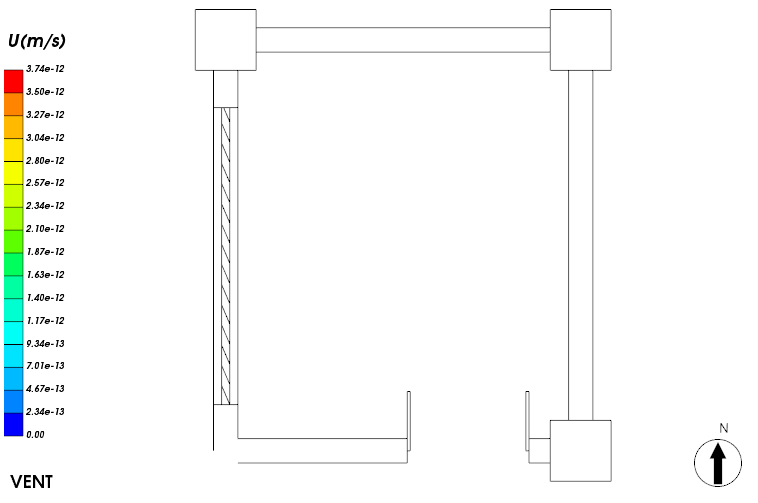 U(m/s)
3.74e-12
3.50e-12
3.27e-12
3.04e-12
2.80e-12
2.57e-12
2.34e-12
2.10e-12
1.87e-12
1.63e-12
1.40e-12
1.17e-12
9.34e-13
7.01e-13
4.67e-13
2.34e-13
0.00
N
VENT